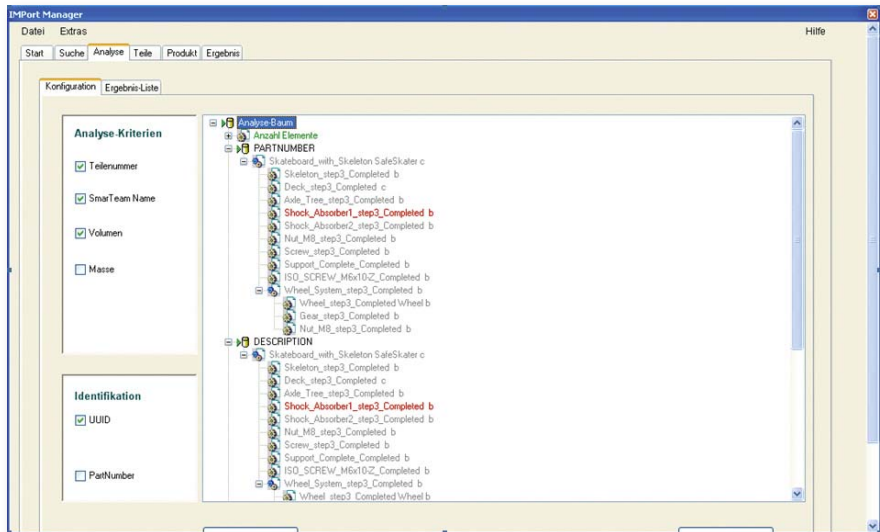 IMPort Manager
Datei Extras Hilfe
Start Suche Analyse Teile Produkt Ergebnis
Konfiguration Ergebnis-Liste
Analyse-Kriterien
Teilenummer
SmarTeam Name
Volumen
Masse
Identifikation
UUID
PartNumber
Analyse-Baum
Anzahl Elemente
PARTNUMBER
Skateboard_with_Skeleton SafeSkater c
Skeleton_step3_Completed b
Deck_step3_Completed c
Axle_Tree_step3_Completed b
Shock_Absorber1_step3_Completed b
Shock_Absorber2_step3_Completed b
Nut_M8_step3_Completed b
Screw_step3_Completed b
Support_Complete_Completed b
ISO_SCREW_M6x10-Z_Completed b
Wheel_System_step3_Completed b
Wheel_step3_Completed Wheel b
Gear_step3_Completed b
Nut_M8_step3_Completed b
DESCRIPTION
Skateboard_with_Skeleton SafeSkater c
Skeleton_step3_Completed b
Deck_step3_Completed c
Axle_Tree_step3_Completed b
Shock_Absorber1_step3_Completed b
Shock_Absorber2_step3_Completed b
Nut_M8_step3_Completed b
Screw_step3_Completed b
Support_Complete_Completed b
ISO_SCREW_M6x10-Z_Completed b
Wheel_System_step3_Completed b
Wheel_step3_Completed Wheel b